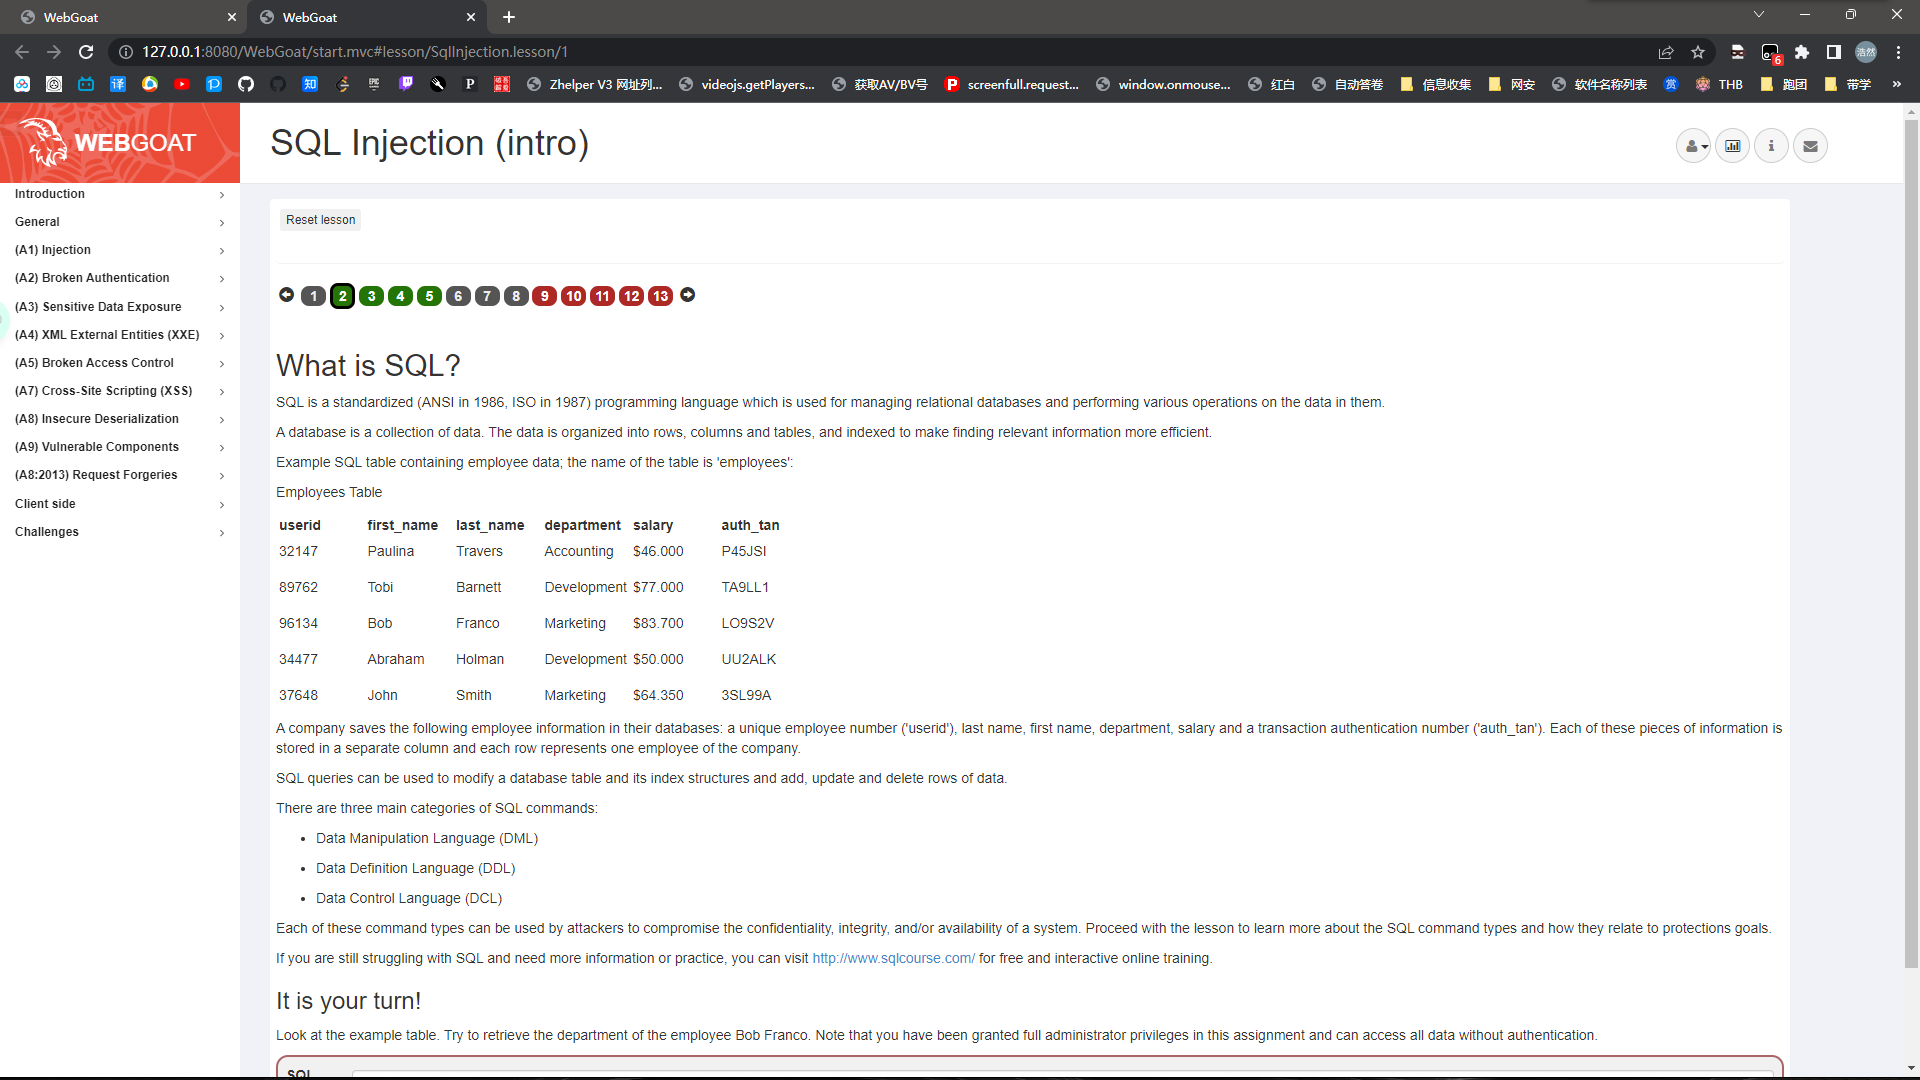 WebGoat
WebGoat
127.0.0.1:8080/WebGoat/start.mvc#lesson/SqlInjection.lesson/1
6
浩然
译
知
EPIC
P
Zhelper V3 网址列...
videojs.getPlayers...
获取AV/BV号
screenfull.request...
window.onmouse...
红白
自动答卷
信息收集
网安
软件名称列表
赏
THB
跑团
带学
»
WEBGOAT
SQL Injection (intro)
Introduction
General
(A1) Injection
(A2) Broken Authentication
(A3) Sensitive Data Exposure
(A4) XML External Entities (XXE)
(A5) Broken Access Control
(A7) Cross-Site Scripting (XSS)
(A8) Insecure Deserialization
(A9) Vulnerable Components
(A8:2013) Request Forgeries
Client side
Challenges
Reset lesson
1 2 3 4 5 6 7 8 9 10 11 12 13
What is SQL?
SQL is a standardized (ANSI in 1986, ISO in 1987) programming language which is used for managing relational databases and performing various operations on the data in them.
A database is a collection of data. The data is organized into rows, columns and tables, and indexed to make finding relevant information more efficient.
Example SQL table containing employee data; the name of the table is 'employees':
Employees Table
userid first_name last_name department salary auth_tan
32147 Paulina Travers Accounting $46.000 P45JSI
89762 Tobi Barnett Development $77.000 TA9LL1
96134 Bob Franco Marketing $83.700 LO9S2V
34477 Abraham Holman Development $50.000 UU2ALK
37648 John Smith Marketing $64.350 3SL99A
A company saves the following employee information in their databases: a unique employee number ('userid'), last name, first name, department, salary and a transaction authentication number ('auth_tan'). Each of these pieces of information is
stored in a separate column and each row represents one employee of the company.
SQL queries can be used to modify a database table and its index structures and add, update and delete rows of data.
There are three main categories of SQL commands:
• Data Manipulation Language (DML)
• Data Definition Language (DDL)
• Data Control Language (DCL)
Each of these command types can be used by attackers to compromise the confidentiality, integrity, and/or availability of a system. Proceed with the lesson to learn more about the SQL command types and how they relate to protections goals.
If you are still struggling with SQL and need more information or practice, you can visit http://www.sqlcourse.com/ for free and interactive online training.
It is your turn!
Look at the example table. Try to retrieve the department of the employee Bob Franco. Note that you have been granted full administrator privileges in this assignment and can access all data without authentication.
SQL